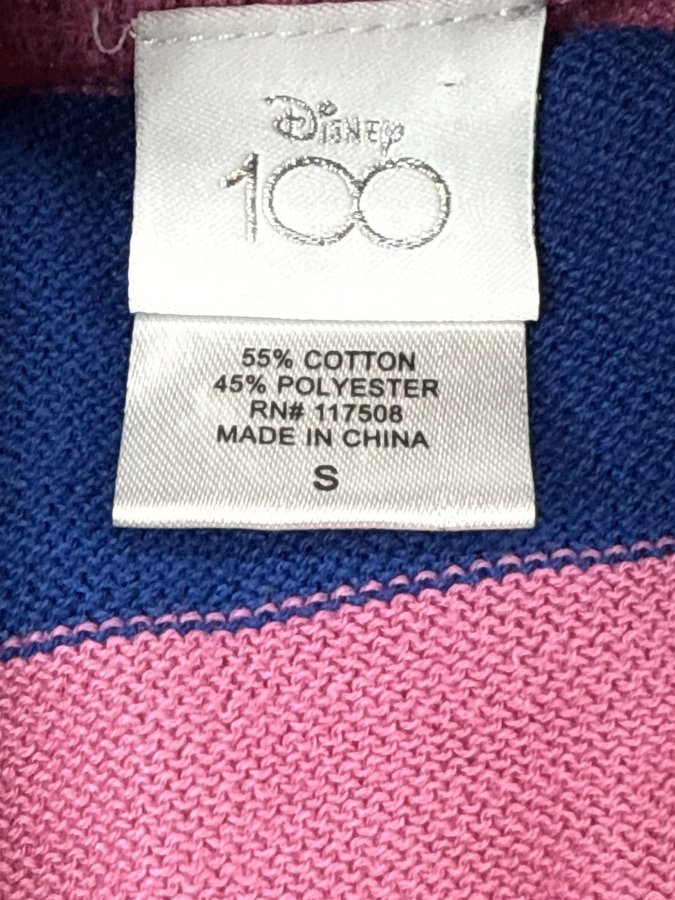 Disney
100
55% COTTON
45% POLYESTER
RN# 117508
MADE IN CHINA
S